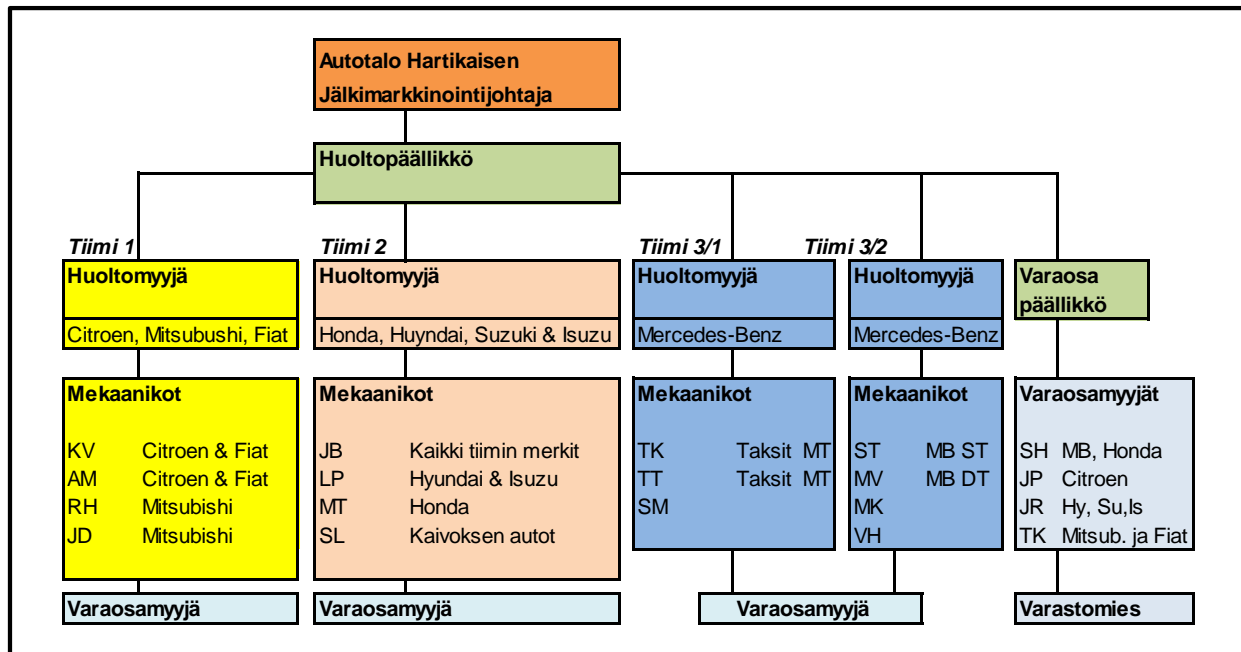 Autotalo Hartikaisen
Jälkimarkkinointijohtaja
Huoltopäällikkö
Tiimi 1
Tiimi 2
Tiimi 3/1
Tiimi 3/2
Huoltomyyjä
Citroen, Mitsubushi, Fiat
Huoltomyyjä
Honda, Huyndai, Suzuki & Isuzu
Huoltomyyjä
Mercedes-Benz
Huoltomyyjä
Mercedes-Benz
Varaosa
päällikkö
Mekaanikot
KV Citroen & Fiat
AM Citroen & Fiat
RH Mitsubishi
JD Mitsubishi
Mekaanikot
JB Kaikki tiimin merkit
LP Hyundai & Isuzu
MT Honda
SL Kaivoksen autot
Mekaanikot
TK Taksit MT
TT Taksit MT
SM
Mekaanikot
ST MB ST
MV MB DT
MK
VH
Varaosamyyjät
SH MB, Honda
JP Citroen
JR Hy, Su,Is
TK Mitsub. ja Fiat
Varaosamyyjä
Varaosamyyjä
Varaosamyyjä
Varastomies